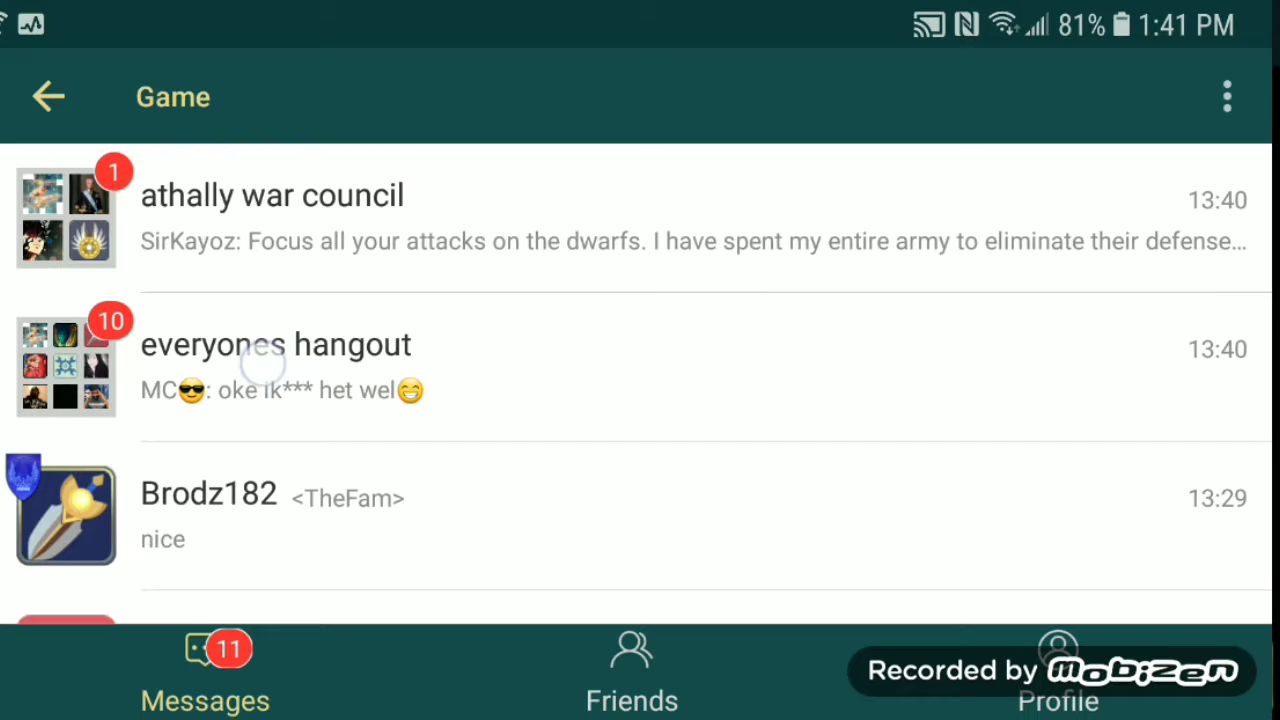 81% 1:41 PM
Game
1
athally war council
13:40
SirKayoz: Focus all your attacks on the dwarfs. I have spent my entire army to eliminate their defense...
10
everyones hangout
13:40
MC😎: oke ik*** het wel😁
Brodz182 <TheFam>
13:29
nice
11
Messages
Friends
Profile
Recorded by mobizen